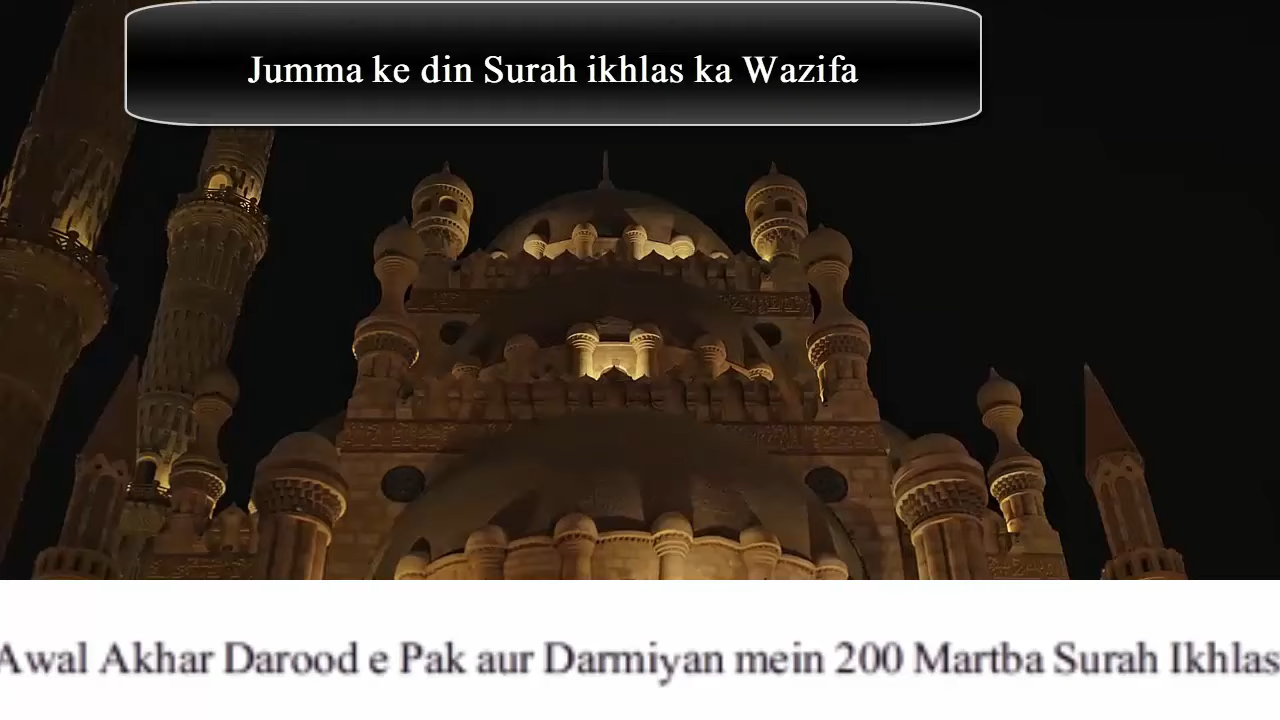 Jumma ke din Surah ikhlas ka Wazifa
Awal Akhar Darood e Pak aur Darmiyan mein 200 Martba Surah Ikhlas